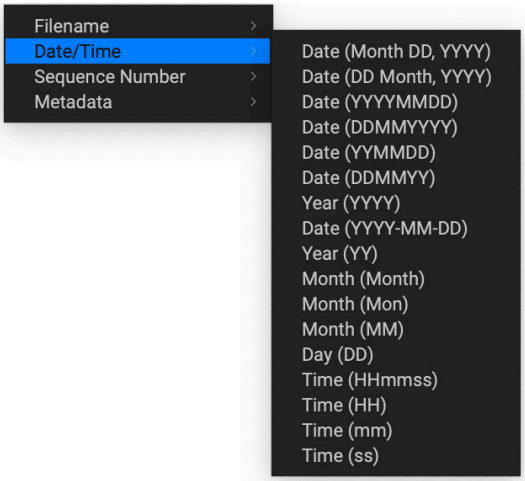 Filename
Date/Time
Sequence Number
Metadata
Date (Month DD, YYYY)
Date (DD Month, YYYY)
Date (YYYYMMDD)
Date (DDMMYYYY)
Date (YYMMDD)
Date (DDMMYY)
Year (YYYY)
Date (YYYY-MM-DD)
Year (YY)
Month (Month)
Month (Mon)
Month (MM)
Day (DD)
Time (HHmmss)
Time (HH)
Time (mm)
Time (ss)